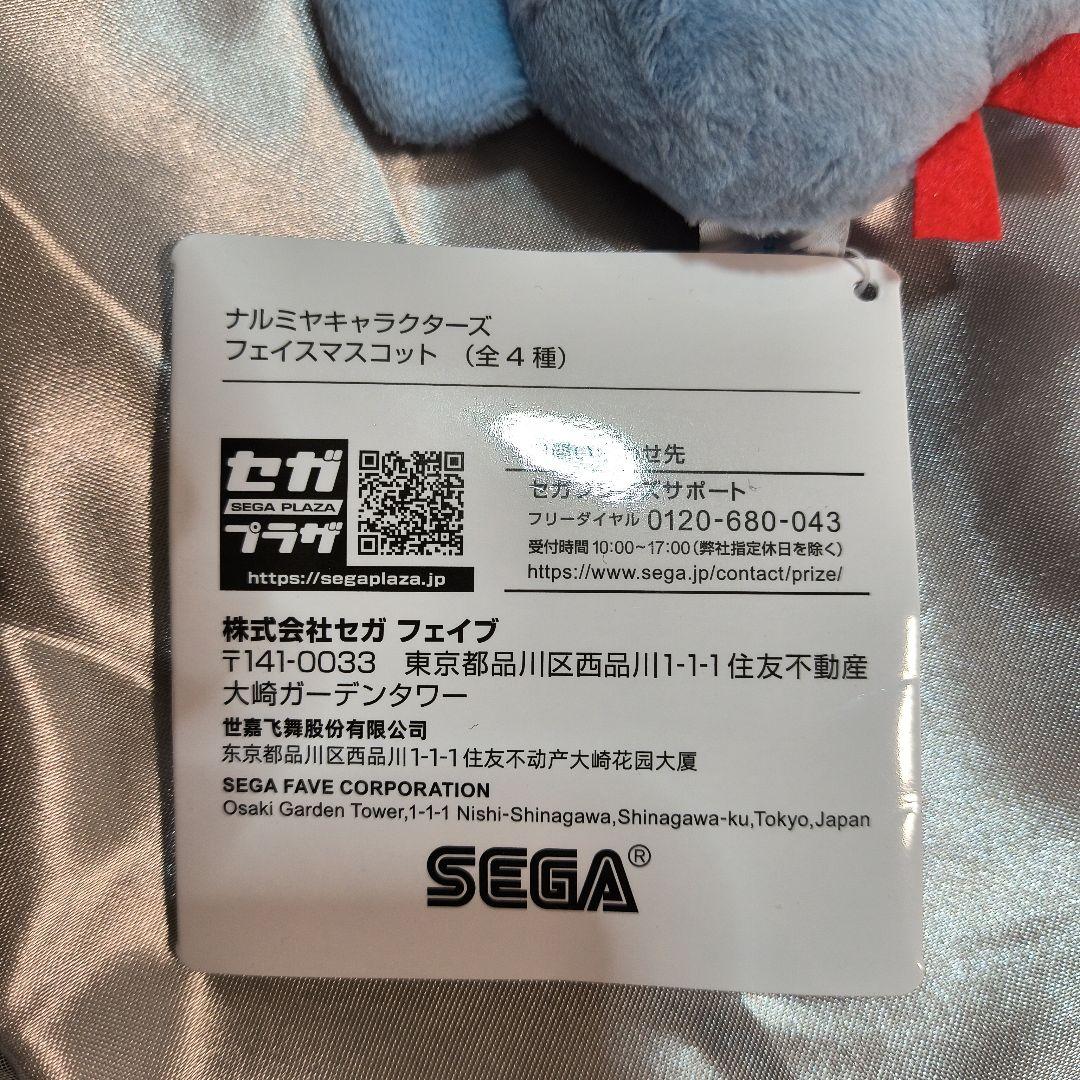 ナルミヤキャラクターズ
フェイスマスコット （全4種）
セガ
SEGA PLAZA
プラザ
https://segaplaza.jp
せ先
サポート
フリーダイヤル 0120-680-043
受付時間 10:00~17:00（弊社指定休日を除く）
https://www.sega.jp/contact/prize/
株式会社セガ フェイブ
〒141-0033 東京都品川区西品川1-1-1住友不動産
大崎ガーデンタワー
世嘉飞舞股份有限公司
东京都品川区西品川1-1-1住友不动产大崎花园大厦
SEGA FAVE CORPORATION
Osaki Garden Tower,1-1-1 Nishi-Shinagawa,Shinagawa-ku,Tokyo,Japan
SEGA®